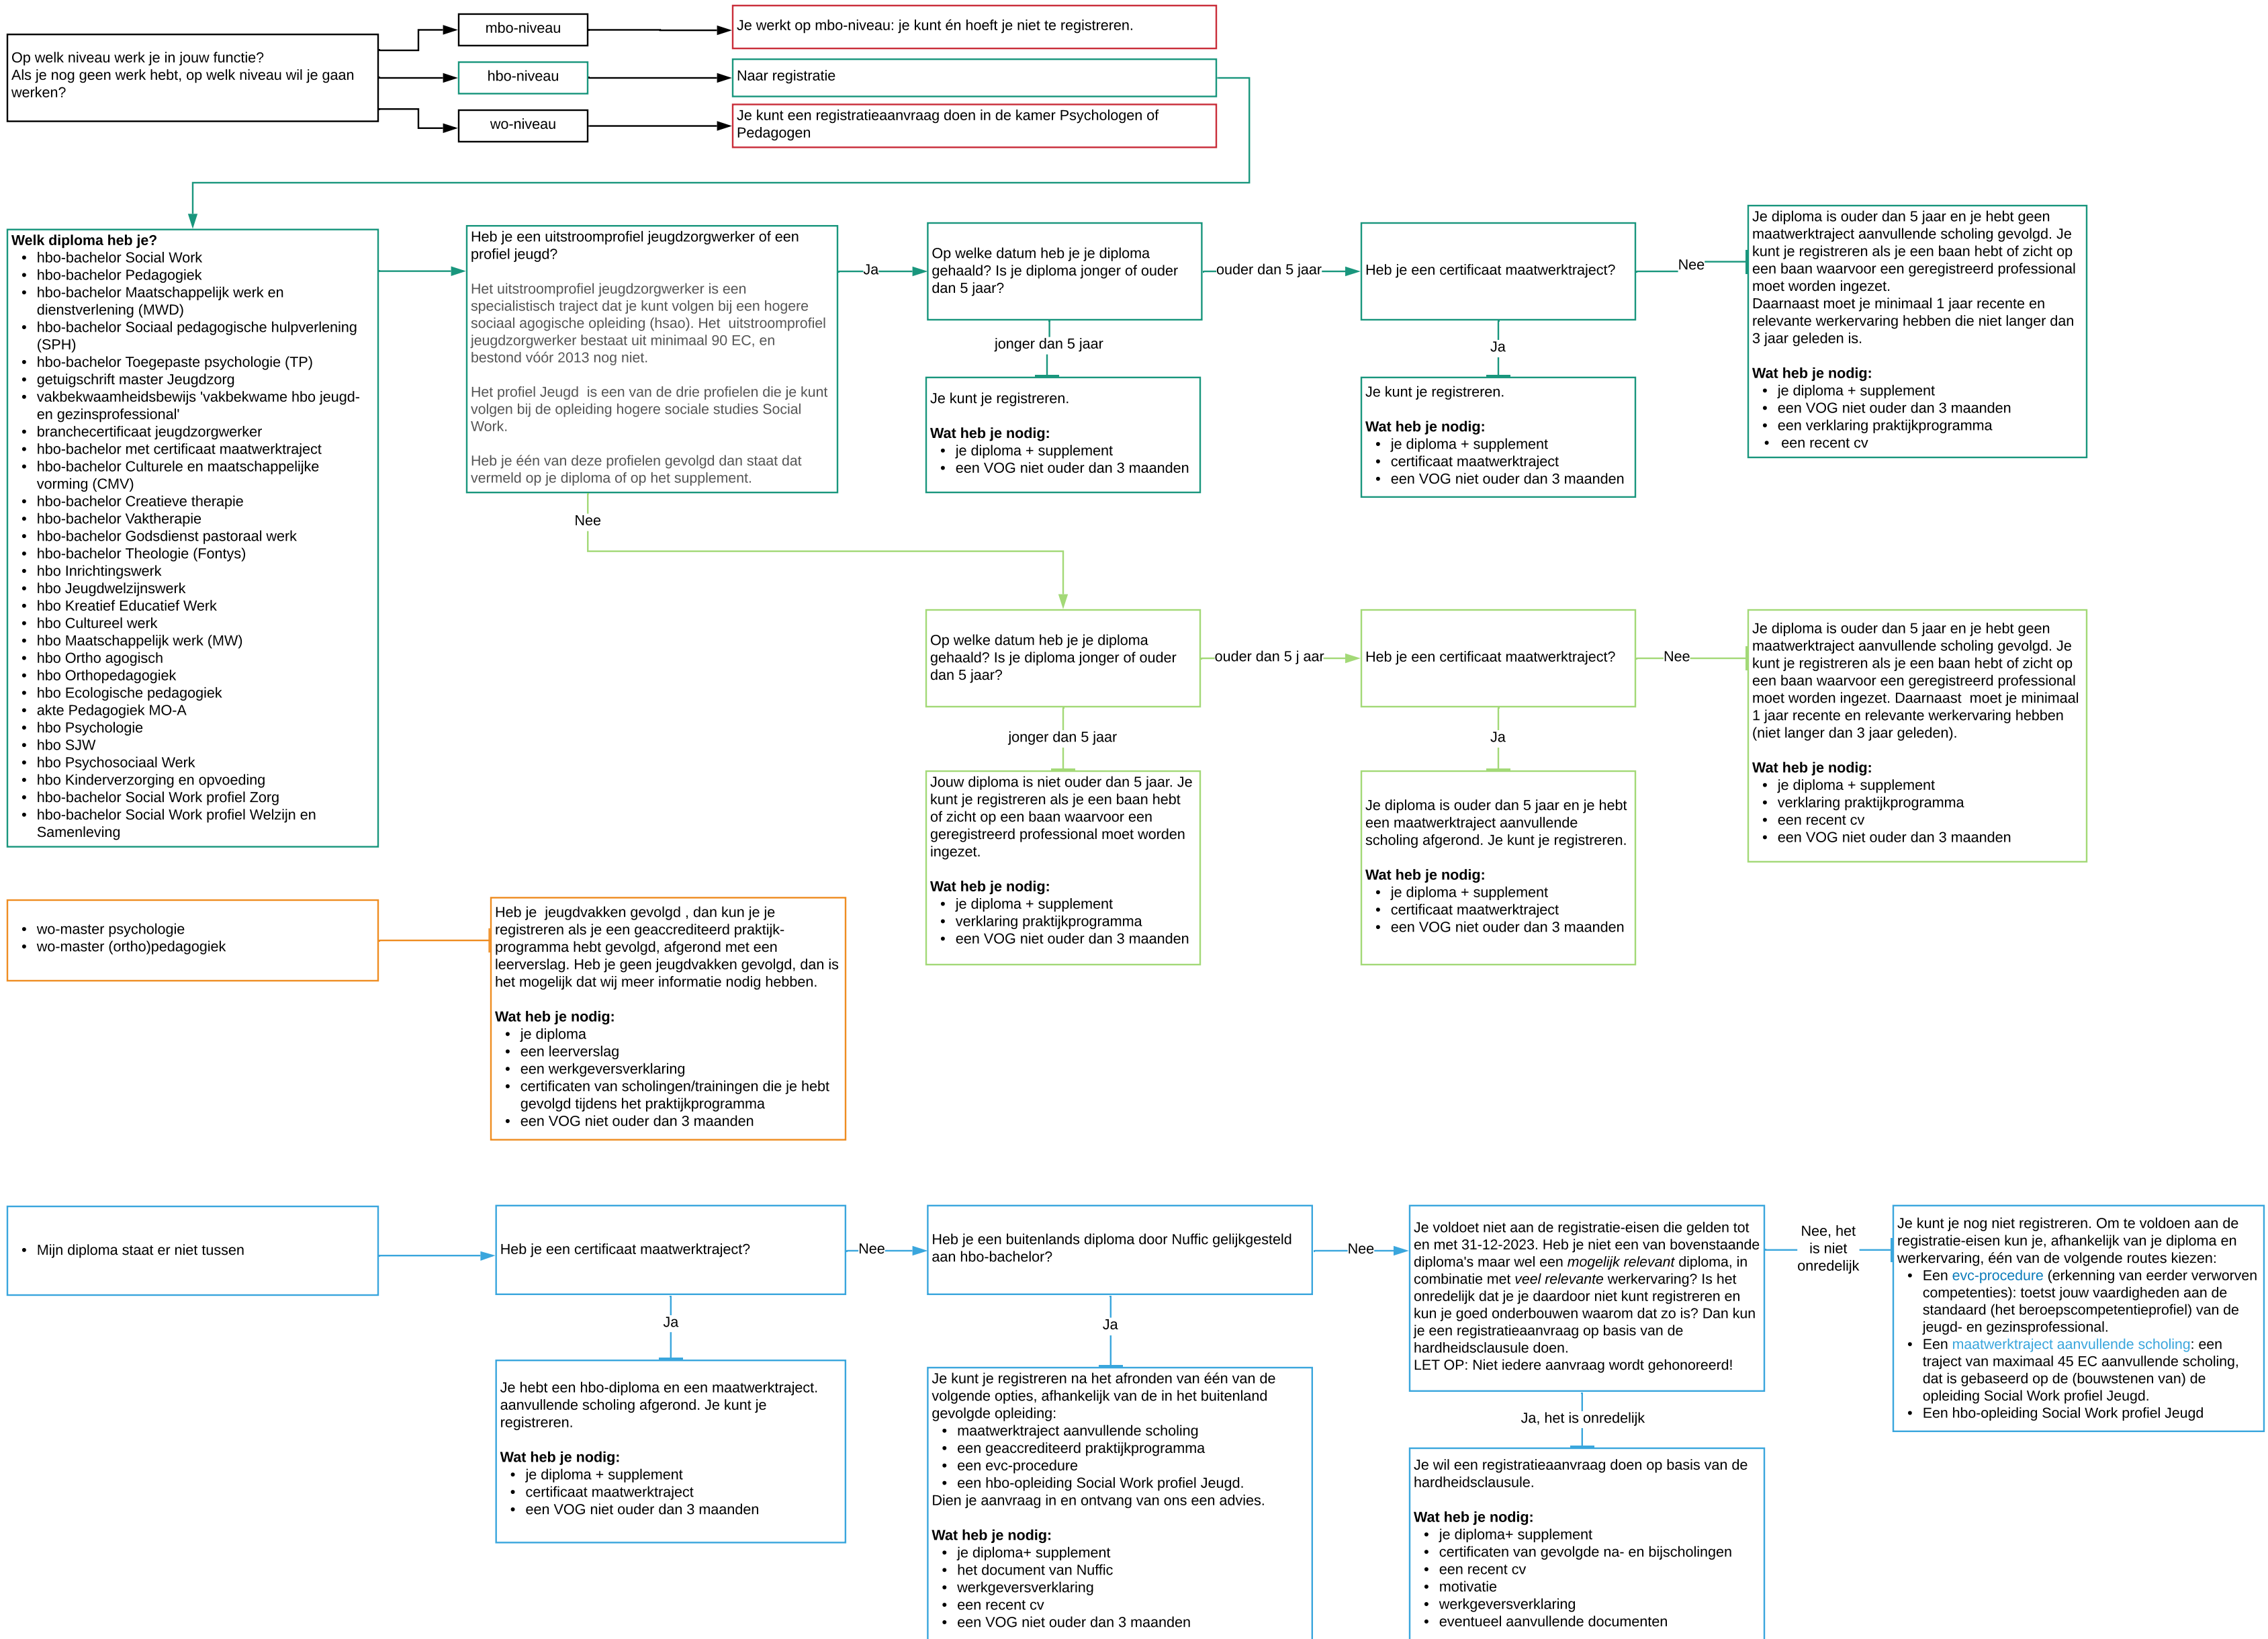 Op welk niveau werk je in jouw functie?
Als je nog geen werk hebt, op welk niveau wil je gaan
werken?
mbo-niveau
Je werkt op mbo-niveau: je kunt én hoeft je niet te registreren.
hbo-niveau
Naar registratie
wo-niveau
Je kunt een registratieaanvraag doen in de kamer Psychologen of
Pedagogen
Welk diploma heb je?
• hbo-bachelor Social Work
• hbo-bachelor Pedagogiek
• hbo-bachelor Maatschappelijk werk en
dienstverlening (MWD)
• hbo-bachelor Sociaal pedagogische hulpverlening
(SPH)
• hbo-bachelor Toegepaste psychologie (TP)
• getuigschrift master Jeugdzorg
• vakbekwaamheidsbewijs 'vakbekwame hbo jeugd-
en gezinsprofessional'
• branchecertificaat jeugdzorgwerker
• hbo-bachelor met certificaat maatwerktraject
• hbo-bachelor Culturele en maatschappelijke
vorming (CMV)
• hbo-bachelor Creatieve therapie
• hbo-bachelor Vaktherapie
• hbo-bachelor Godsdienst pastoraal werk
• hbo-bachelor Theologie (Fontys)
• hbo Inrichtingswerk
• hbo Jeugdwelzijnswerk
• hbo Kreatief Educatief Werk
• hbo Cultureel werk
• hbo Maatschappelijk werk (MW)
• hbo Ortho agogisch
• hbo Orthopedagogiek
• hbo Ecologische pedagogiek
• akte Pedagogiek MO-A
• hbo Psychologie
• hbo SJW
• hbo Psychosociaal Werk
• hbo Kinderverzorging en opvoeding
• hbo-bachelor Social Work profiel Zorg
• hbo-bachelor Social Work profiel Welzijn en
Samenleving
Heb je een uitstroomprofiel jeugdzorgwerker of een
profiel jeugd?
Het uitstroomprofiel jeugdzorgwerker is een
specialistisch traject dat je kunt volgen bij een hogere
sociaal agogische opleiding (hsao). Het uitstroomprofiel
jeugdzorgwerker bestaat uit minimaal 90 EC, en
bestond vóór 2013 nog niet.
Het profiel Jeugd is een van de drie profielen die je kunt
volgen bij de opleiding hogere sociale studies Social
Work.
Heb je één van deze profielen gevolgd dan staat dat
vermeld op je diploma of op het supplement.
Ja
Op welke datum heb je je diploma
gehaald? Is je diploma jonger of ouder
dan 5 jaar?
ouder dan 5 jaar
Heb je een certificaat maatwerktraject?
Nee
Je diploma is ouder dan 5 jaar en je hebt geen
maatwerktraject aanvullende scholing gevolgd. Je
kunt je registreren als je een baan hebt of zicht op
een baan waarvoor een geregistreerd professional
moet worden ingezet.
Daarnaast moet je minimaal 1 jaar recente en
relevante werkervaring hebben die niet langer dan
3 jaar geleden is.
Wat heb je nodig:
• je diploma + supplement
• een VOG niet ouder dan 3 maanden
• een verklaring praktijkprogramma
• een recent cv
jonger dan 5 jaar
Je kunt je registreren.
Wat heb je nodig:
• je diploma + supplement
• een VOG niet ouder dan 3 maanden
Ja
Je kunt je registreren.
Wat heb je nodig:
• je diploma + supplement
• certificaat maatwerktraject
• een VOG niet ouder dan 3 maanden
Nee
Op welke datum heb je je diploma
gehaald? Is je diploma jonger of ouder
dan 5 jaar?
ouder dan 5 j aar
Heb je een certificaat maatwerktraject?
Nee
Je diploma is ouder dan 5 jaar en je hebt geen
maatwerktraject aanvullende scholing gevolgd. Je
kunt je registreren als je een baan hebt of zicht op
een baan waarvoor een geregistreerd professional
moet worden ingezet. Daarnaast moet je minimaal
1 jaar recente en relevante werkervaring hebben
(niet langer dan 3 jaar geleden).
Wat heb je nodig:
• je diploma + supplement
• verklaring praktijkprogramma
• een recent cv
• een VOG niet ouder dan 3 maanden
jonger dan 5 jaar
Jouw diploma is niet ouder dan 5 jaar. Je
kunt je registreren als je een baan hebt
of zicht op een baan waarvoor een
geregistreerd professional moet worden
ingezet.
Wat heb je nodig:
• je diploma + supplement
• verklaring praktijkprogramma
• een VOG niet ouder dan 3 maanden
Ja
Je diploma is ouder dan 5 jaar en je hebt
een maatwerktraject aanvullende
scholing afgerond. Je kunt je registreren.
Wat heb je nodig:
• je diploma + supplement
• certificaat maatwerktraject
• een VOG niet ouder dan 3 maanden
• wo-master psychologie
• wo-master (ortho)pedagogiek
Heb je jeugdvakken gevolgd , dan kun je je
registreren als je een geaccrediteerd praktijk-
programma hebt gevolgd, afgerond met een
leerverslag. Heb je geen jeugdvakken gevolgd, dan is
het mogelijk dat wij meer informatie nodig hebben.
Wat heb je nodig:
• je diploma
• een leerverslag
• een werkgeversverklaring
• certificaten van scholingen/trainingen die je hebt
gevolgd tijdens het praktijkprogramma
• een VOG niet ouder dan 3 maanden
• Mijn diploma staat er niet tussen
Heb je een certificaat maatwerktraject?
Nee
Heb je een buitenlands diploma door Nuffic gelijkgesteld
aan hbo-bachelor?
Nee
Je voldoet niet aan de registratie-eisen die gelden tot
en met 31-12-2023. Heb je niet een van bovenstaande
diploma's maar wel een mogelijk relevant diploma, in
combinatie met veel relevante werkervaring? Is het
onredelijk dat je je daardoor niet kunt registreren en
kun je goed onderbouwen waarom dat zo is? Dan kun
je een registratieaanvraag op basis van de
hardheidsclausule doen.
LET OP: Niet iedere aanvraag wordt gehonoreerd!
Nee, het
is niet
onredelijk
Je kunt je nog niet registreren. Om te voldoen aan de
registratie-eisen kun je, afhankelijk van je diploma en
werkervaring, één van de volgende routes kiezen:
• Een evc-procedure (erkenning van eerder verworven
competenties): toetst jouw vaardigheden aan de
standaard (het beroepscompetentieprofiel) van de
jeugd- en gezinsprofessional.
• Een maatwerktraject aanvullende scholing: een
traject van maximaal 45 EC aanvullende scholing,
dat is gebaseerd op de (bouwstenen van) de
opleiding Social Work profiel Jeugd.
• Een hbo-opleiding Social Work profiel Jeugd
Ja
Je hebt een hbo-diploma en een maatwerktraject.
aanvullende scholing afgerond. Je kunt je
registreren.
Wat heb je nodig:
• je diploma + supplement
• certificaat maatwerktraject
• een VOG niet ouder dan 3 maanden
Ja
Je kunt je registreren na het afronden van één van de
volgende opties, afhankelijk van de in het buitenland
gevolgde opleiding:
• maatwerktraject aanvullende scholing
• een geaccrediteerd praktijkprogramma
• een evc-procedure
• een hbo-opleiding Social Work profiel Jeugd.
Dien je aanvraag in en ontvang van ons een advies.
Wat heb je nodig:
• je diploma+ supplement
• het document van Nuffic
• werkgeversverklaring
• een recent cv
• een VOG niet ouder dan 3 maanden
Ja, het is onredelijk
Je wil een registratieaanvraag doen op basis van de
hardheidsclausule.
Wat heb je nodig:
• je diploma+ supplement
• certificaten van gevolgde na- en bijscholingen
• een recent cv
• motivatie
• werkgeversverklaring
• eventueel aanvullende documenten